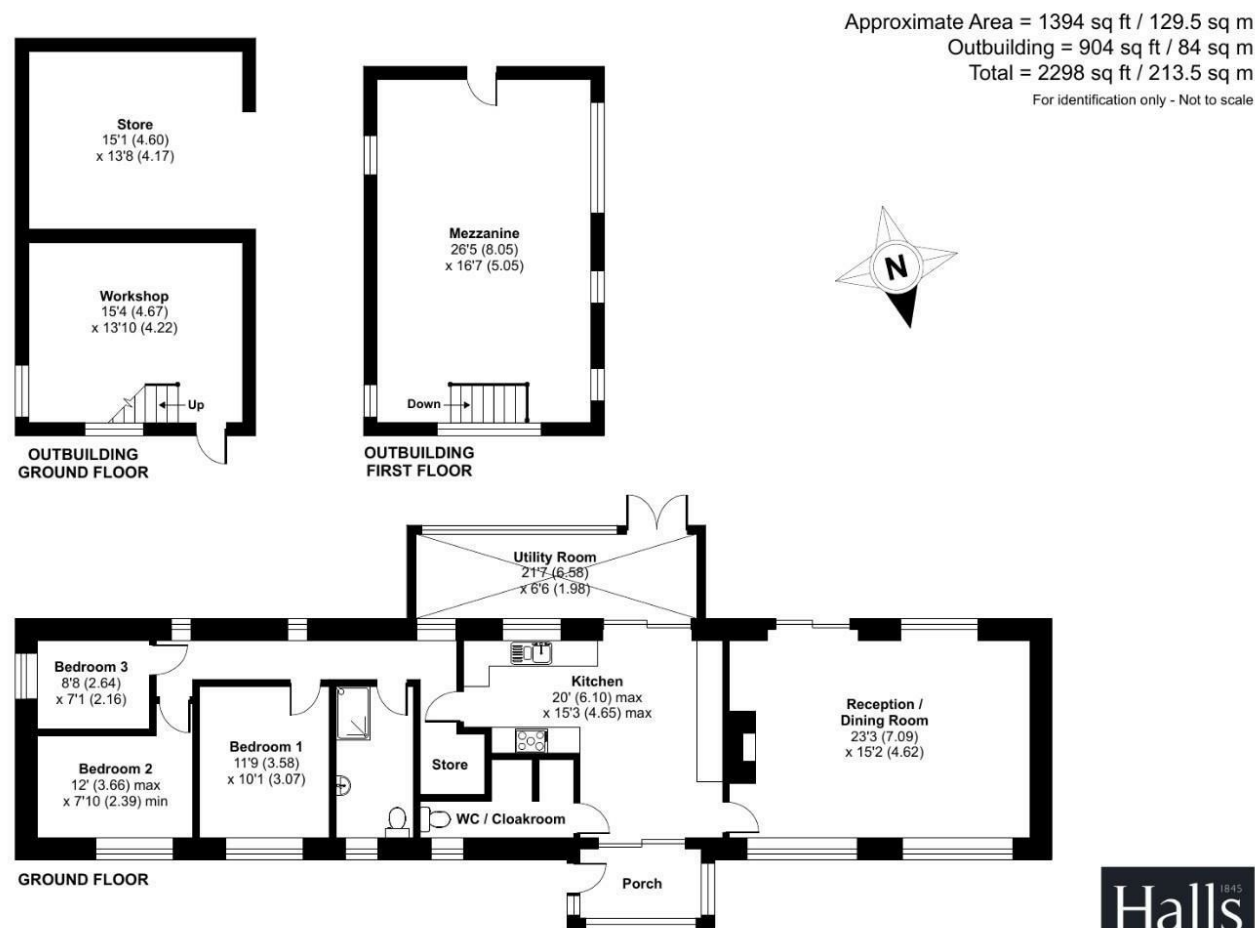 Approximate Area = 1394 sq ft / 129.5 sq m
Outbuilding = 904 sq ft / 84 sq m
Total = 2298 sq ft / 213.5 sq m
For identification only - Not to scale
Store
15'1 (4.60)
x 13'8 (4.17)
Workshop
15'4 (4.67)
x 13'10 (4.22)
Up
OUTBUILDING
GROUND FLOOR
Mezzanine
26'5 (8.05)
x 16'7 (5.05)
Down
OUTBUILDING
FIRST FLOOR
N
Utility Room
21'7 (6.58)
x 6'6 (1.98)
Bedroom 3
8'8 (2.64)
x 7'1 (2.16)
Bedroom 2
12' (3.66) max
x 7'10 (2.39) min
Bedroom 1
11'9 (3.58)
x 10'1 (3.07)
Store
Kitchen
20' (6.10) max
x 15'3 (4.65) max
WC / Cloakroom
Reception /
Dining Room
23'3 (7.09)
x 15'2 (4.62)
Porch
GROUND FLOOR
1845
Halls